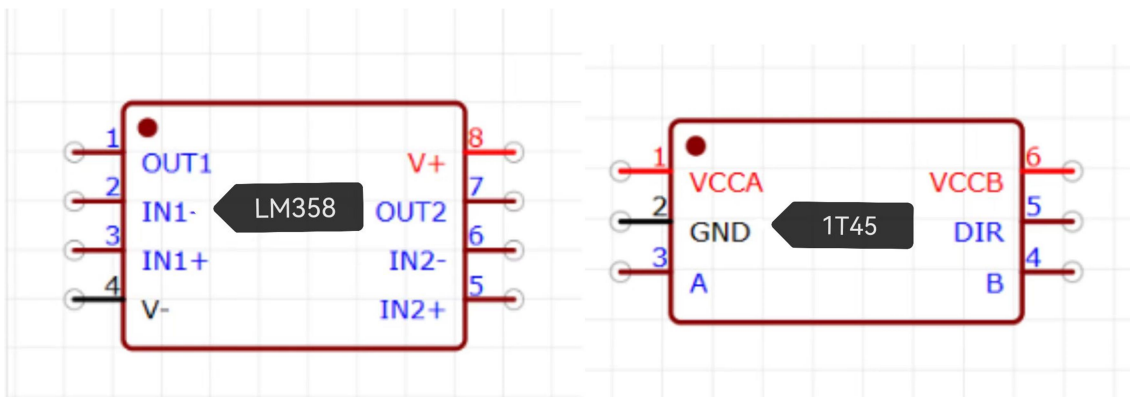 1
OUT1
2
IN1-
3
IN1+
4
V-
LM358
8
V+
7
OUT2
6
IN2-
5
IN2+
1
VCCA
2
GND
3
A
1T45
6
VCCB
5
DIR
4
B